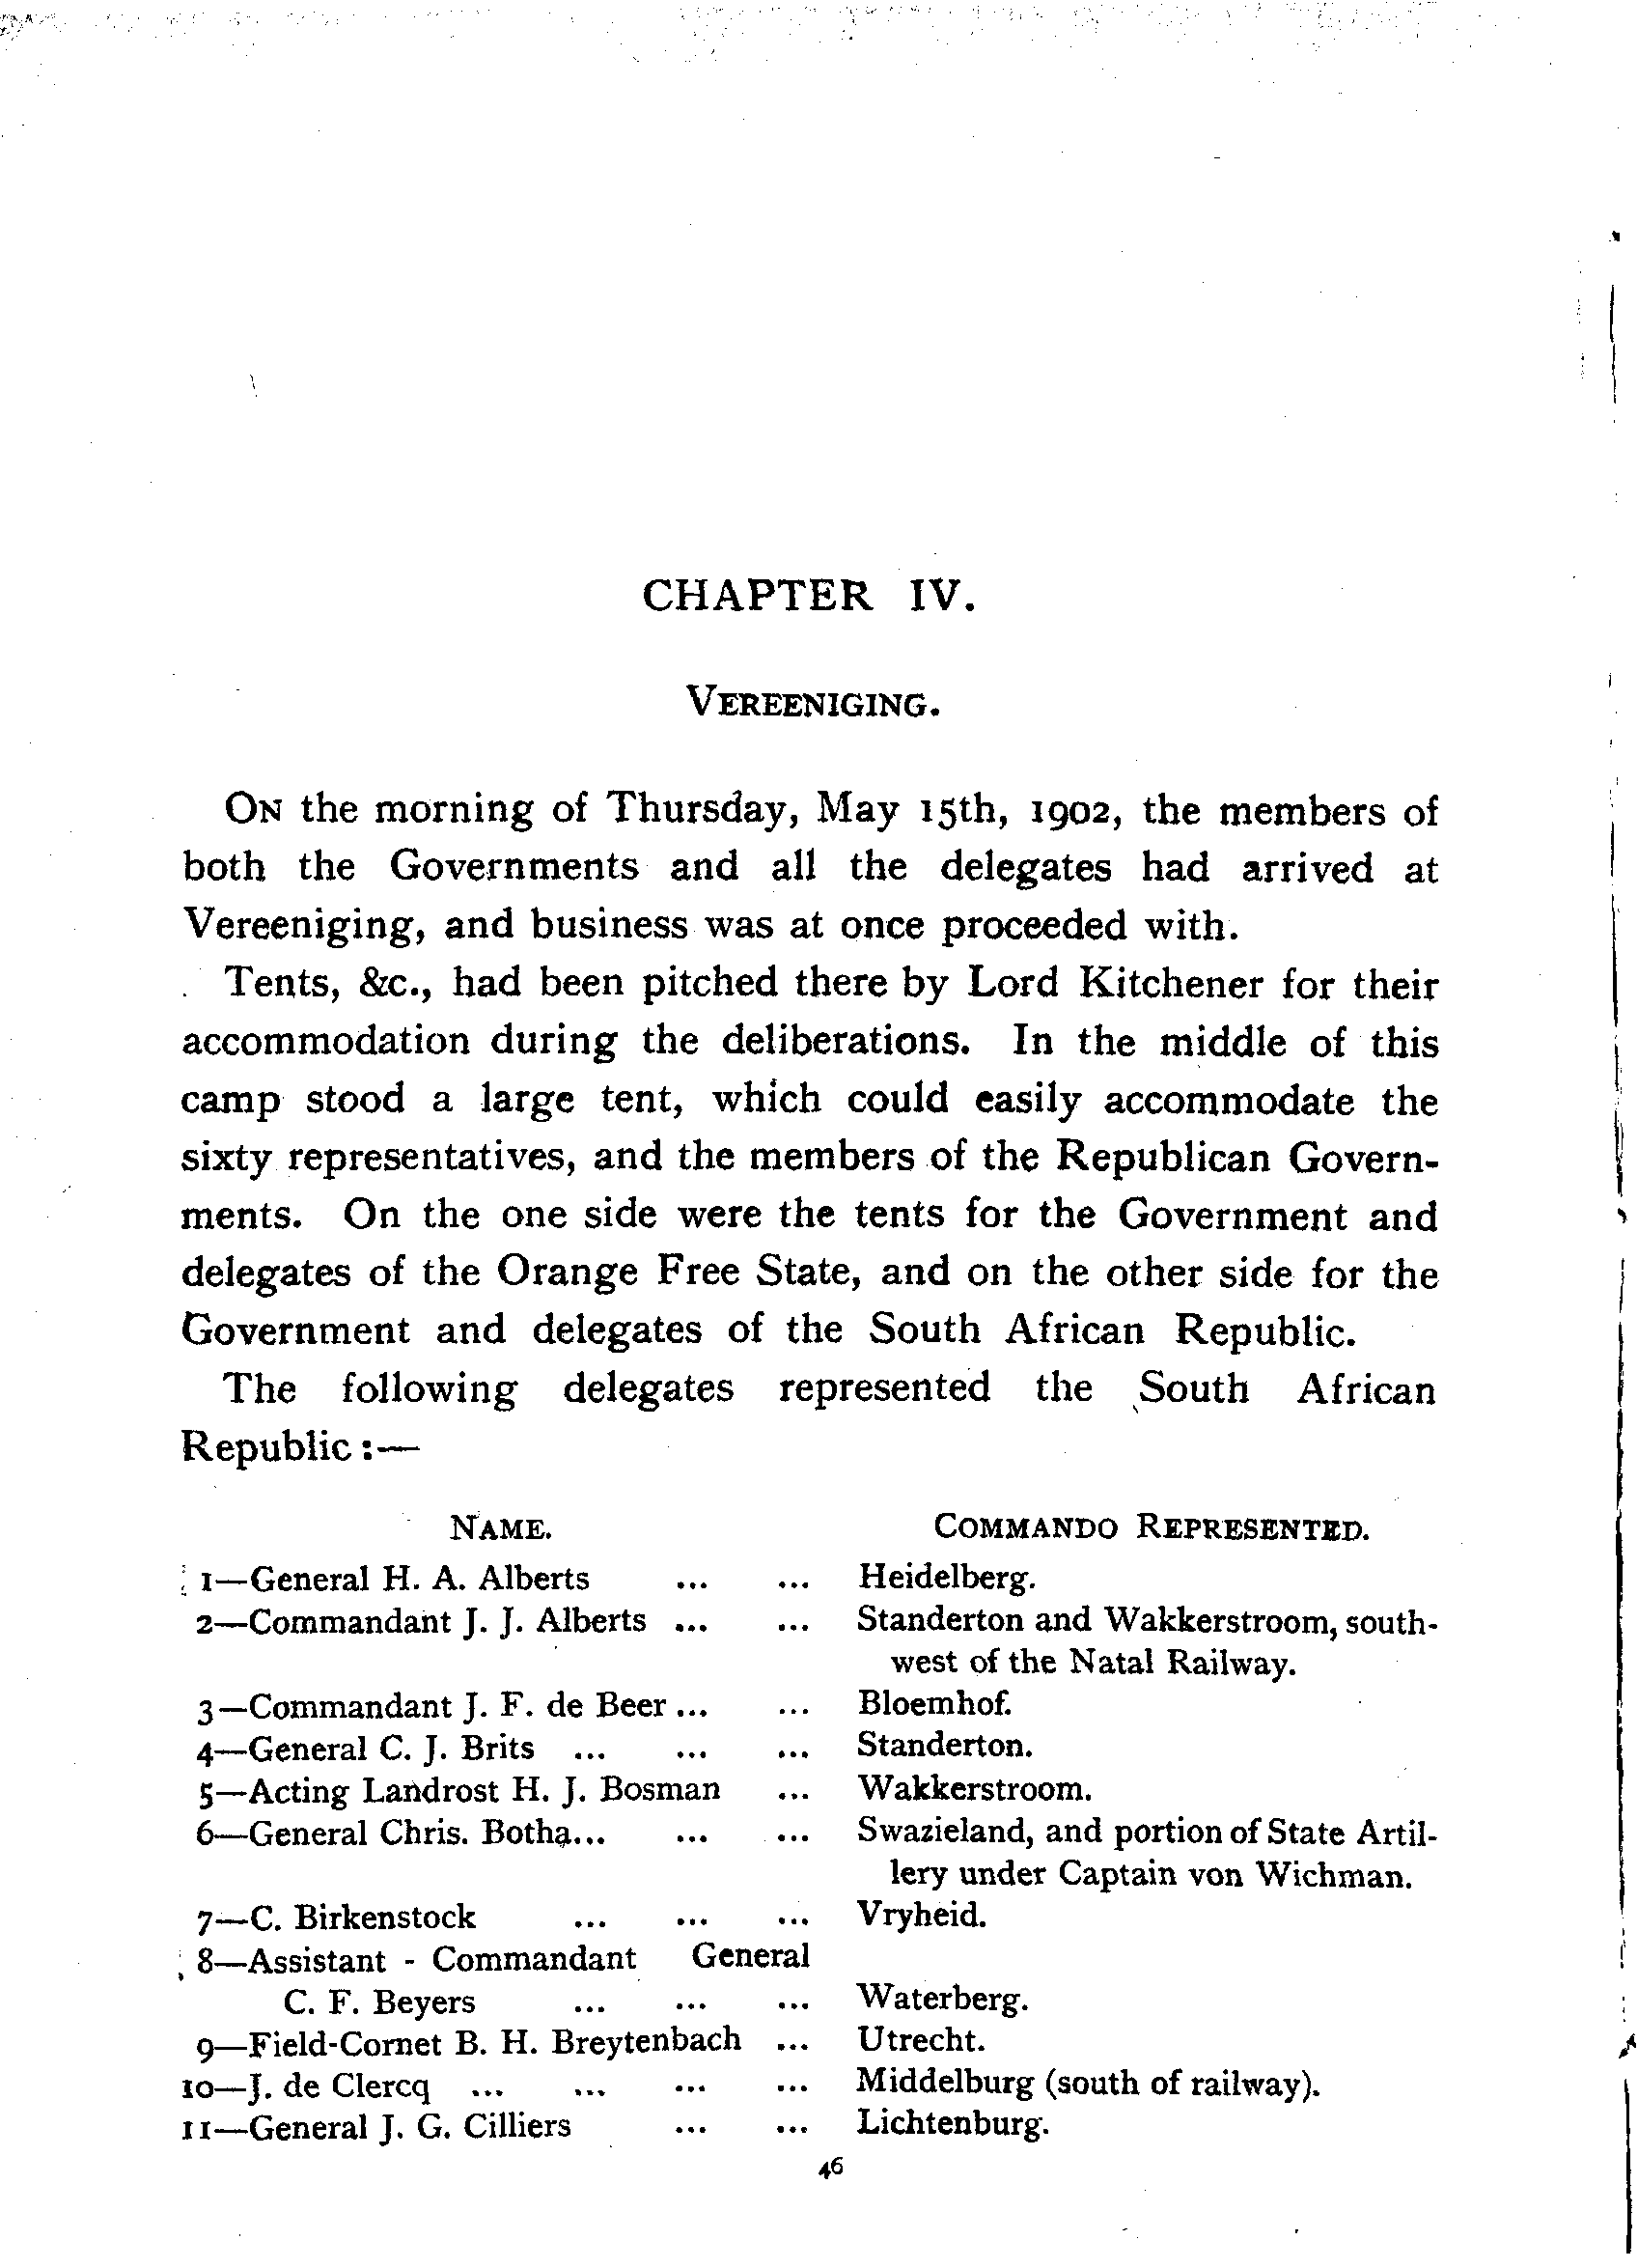 CHAPTER IV.
VEREENIGING.
ON the morning of Thursday, May 15th, 1902, the members of
both the Governments and all the delegates had arrived at
Vereeniging, and business was at once proceeded with.
Tents, &c., had been pitched there by Lord Kitchener for their
accommodation during the deliberations. In the middle of this
camp stood a large tent, which could easily accommodate the
sixty representatives, and the members of the Republican Govern-
ments. On the one side were the tents for the Government and
delegates of the Orange Free State, and on the other side for the
Government and delegates of the South African Republic.
The following delegates represented the South African
Republic:—
NAME. COMMANDO REPRESENTED.
1—General H. A. Alberts ... ... Heidelberg.
2—Commandant J. J. Alberts ... ... Standerton and Wakkerstroom, south-
west of the Natal Railway.
3—Commandant J. F. de Beer ... ... Bloemhof.
4—General C. J. Brits ... ... ... Standerton.
5—Acting Landrost H. J. Bosman ... Wakkerstroom.
6—General Chris. Botha... ... ... Swazieland, and portion of State Artil-
lery under Captain von Wichman.
7—C. Birkenstock ... ... ... Vryheid.
8—Assistant - Commandant General
C. F. Beyers ... ... ... Waterberg.
9—Field-Cornet B. H. Breytenbach ... Utrecht.
10—J. de Clercq ... ... ... ... Middelburg (south of railway).
11—General J. G. Cilliers ... ... Lichtenburg.
46